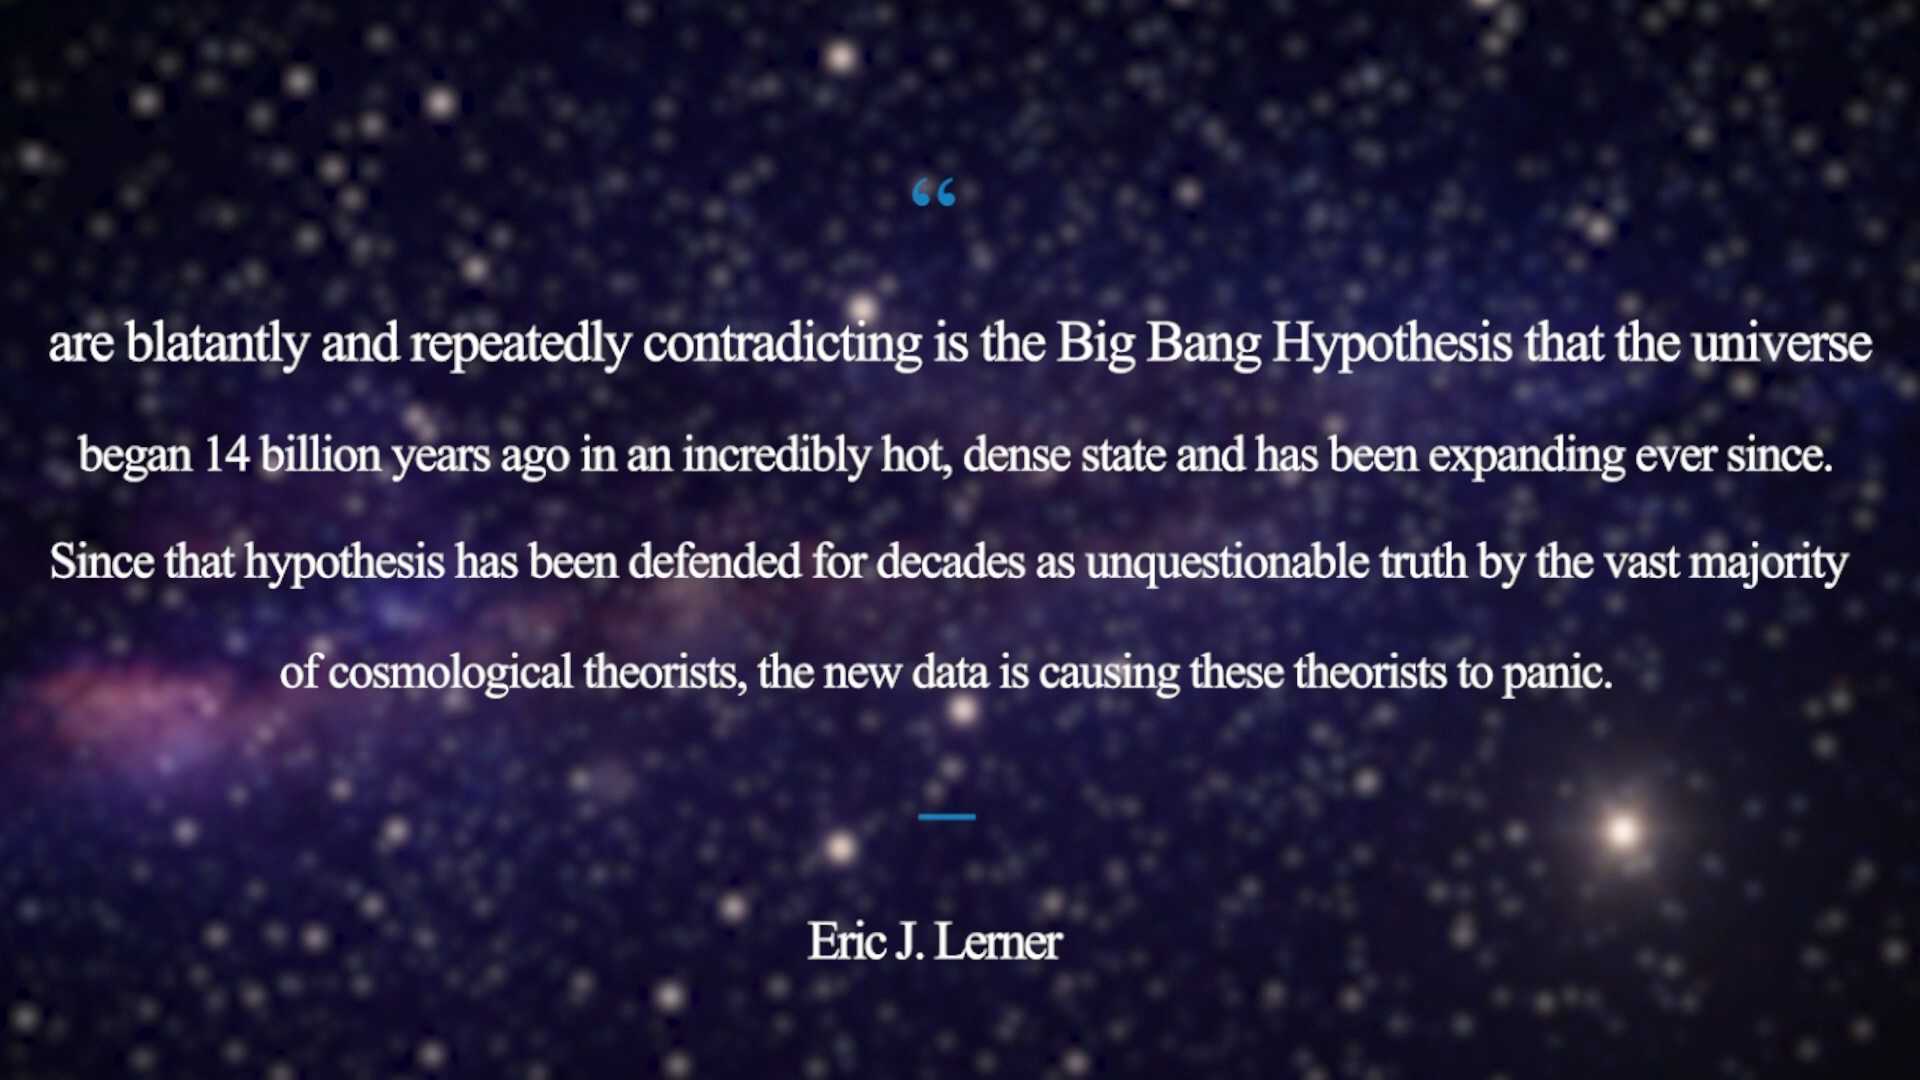 “
are blatantly and repeatedly contradicting is the Big Bang Hypothesis that the universe
began 14 billion years ago in an incredibly hot, dense state and has been expanding ever since.
Since that hypothesis has been defended for decades as unquestionable truth by the vast majority
of cosmological theorists, the new data is causing these theorists to panic.
Eric J. Lerner